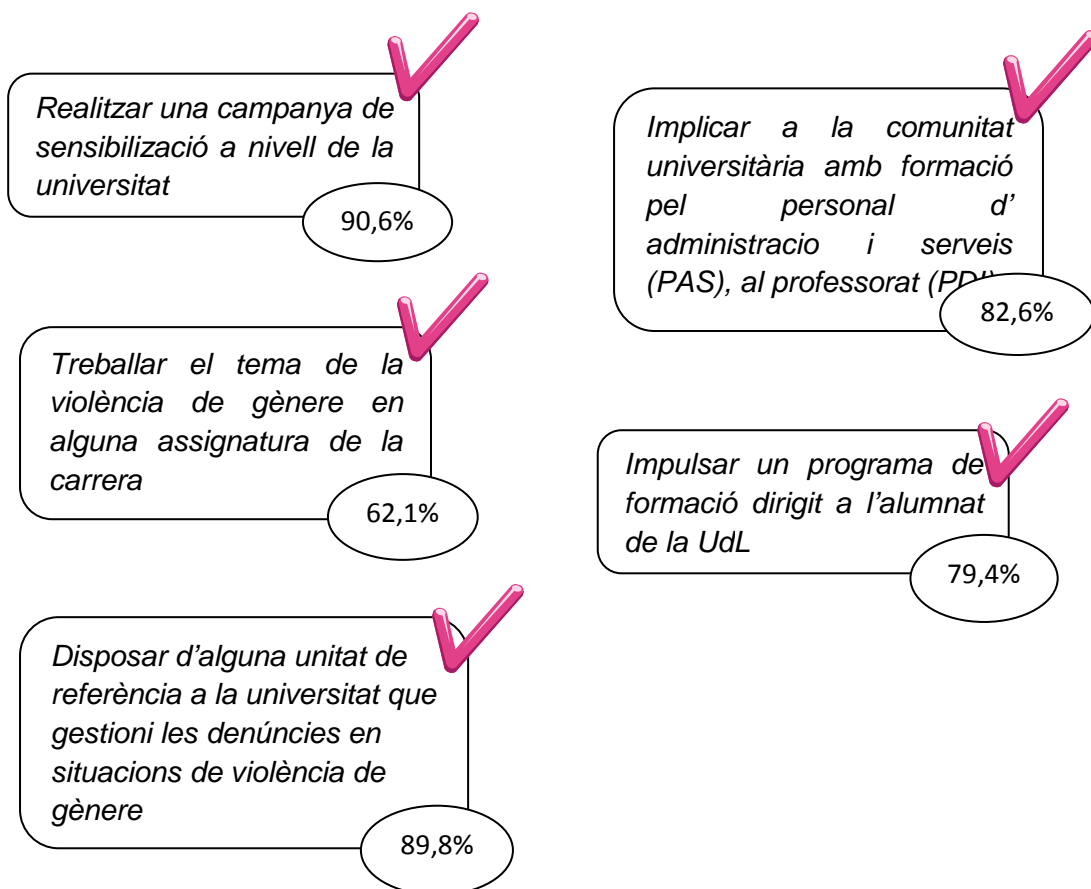 Realitzar una campanya de
sensibilizació a nivell de la
universitat
90,6%
Treballar el tema de la
violència de gènere en
alguna assignatura de la
carrera
62,1%
Disposar d’alguna unitat de
referència a la universitat que
gestioni les denúncies en
situacions de violència de
gènere
89,8%
Implicar a la comunitat
universitària amb formació
pel personal d’
administracio i serveis
(PAS), al professorat (PDI)
82,6%
Impulsar un programa de
formació dirigit a l’alumnat
de la UdL
79,4%